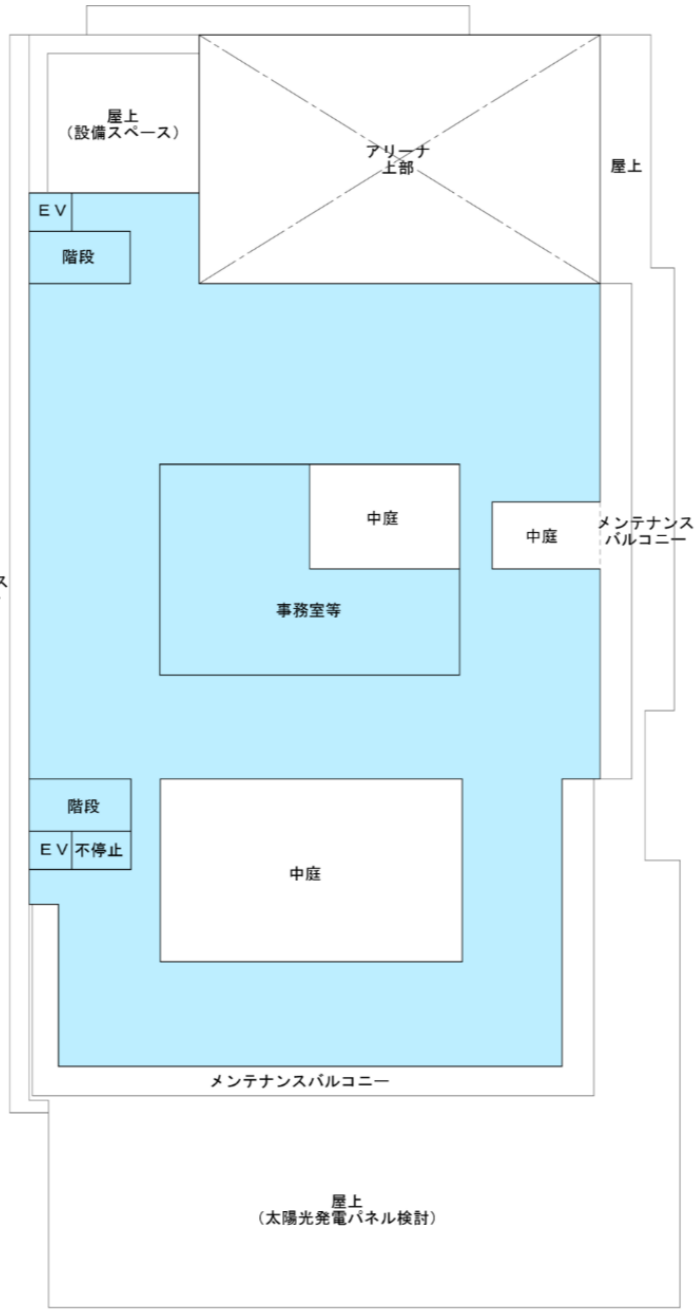 屋上
（設備スペース）
アリーナ
上部
屋上
ＥＶ
階段
中庭
中庭
メンテナンス
バルコニー
ス
事務室等
階段
ＥＶ
不停止
中庭
メンテナンスバルコニー
屋上
（太陽光発電パネル検討）